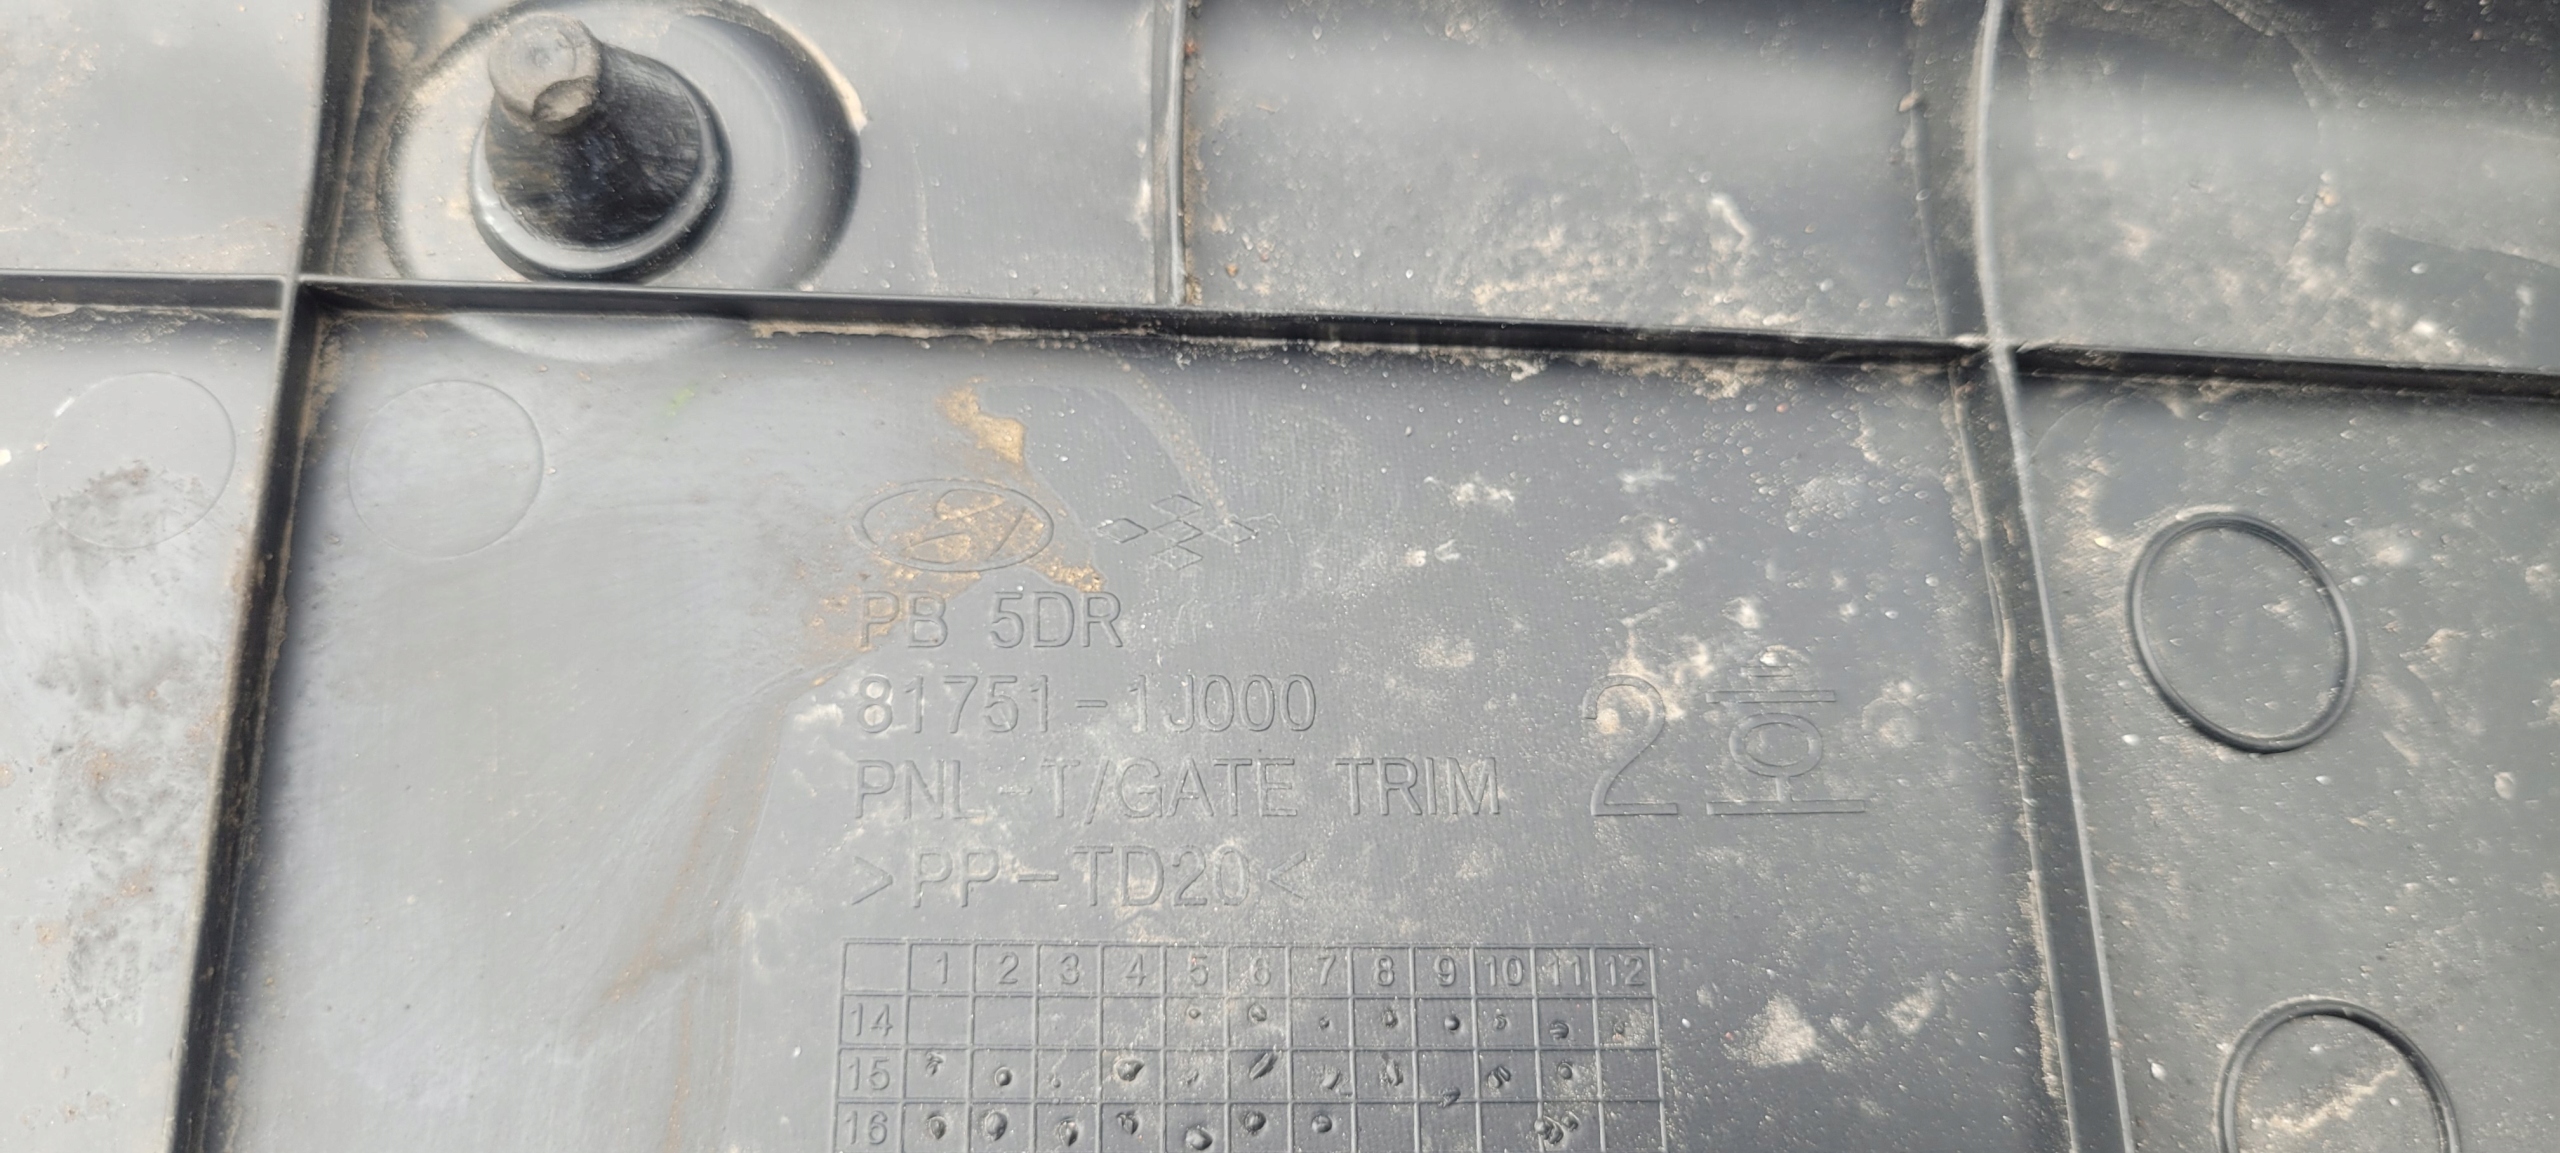 PB 5DR
81751-1J000
PNL-T/GATE TRIM
>PP-TD20<
2호
1 2 3 4 5 6 7 8 9 10 11 12
14
15
16